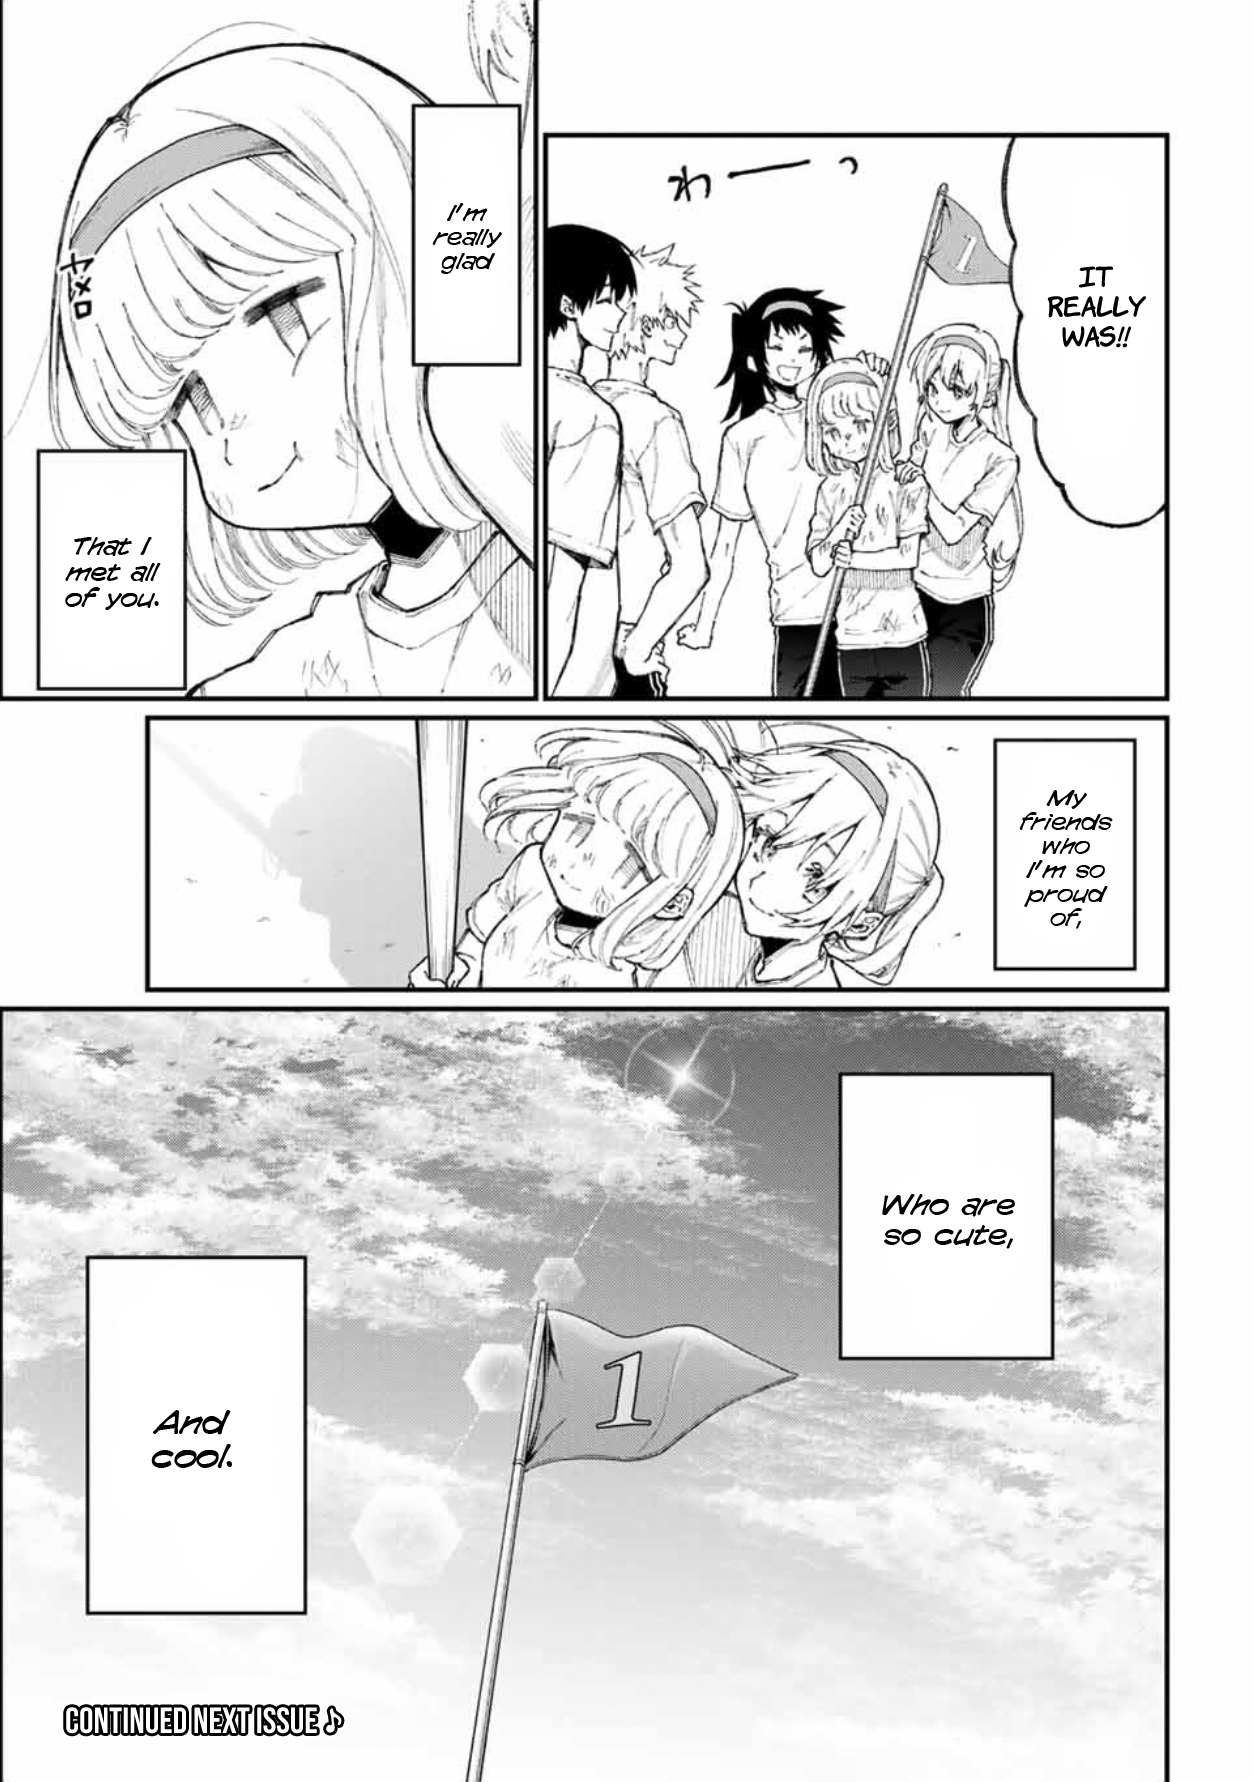 わーっ
1
IT
REALLY
WAS!!
I'm
really
glad
That I
met all
of you.
My
friends
who
I'm so
proud
of,
Who are
so cute,
1
And
cool.
CONTINUED NEXT ISSUE ♪